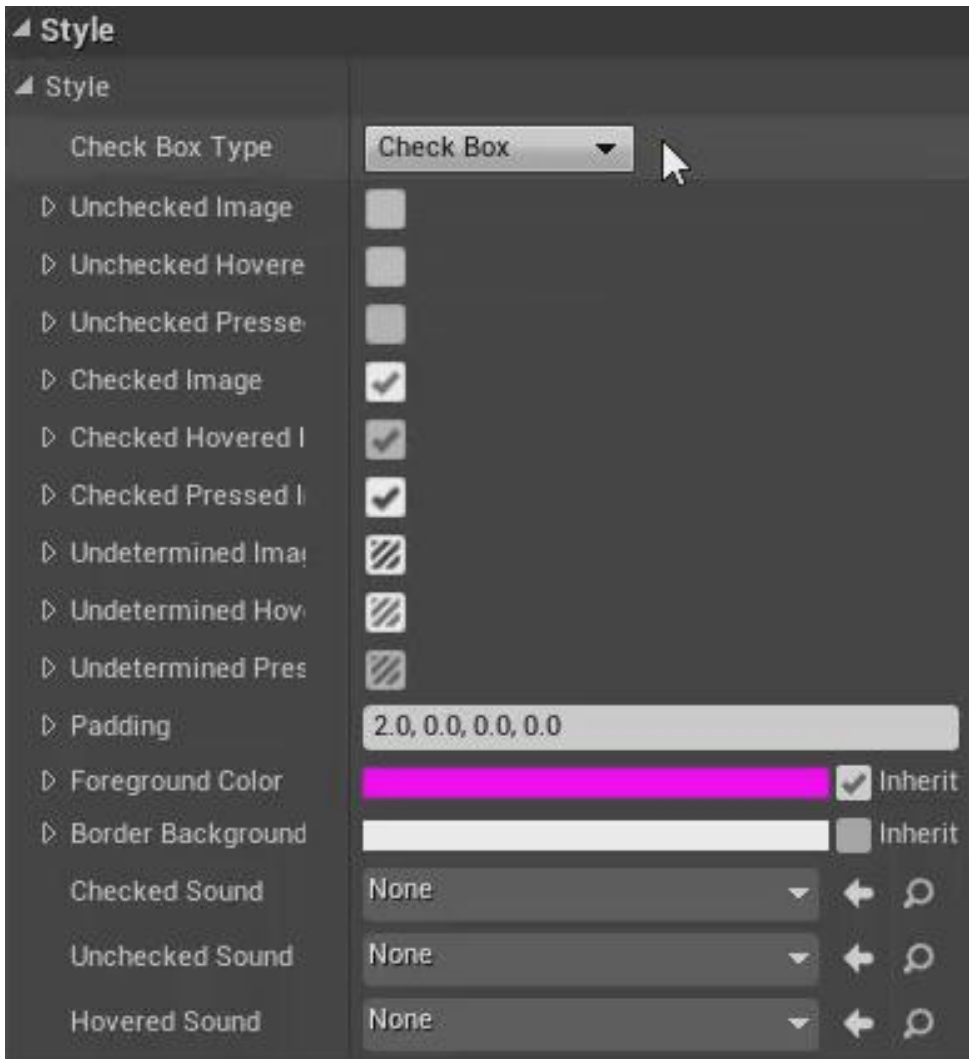 Style
Style
Check Box Type Check Box
Unchecked Image
Unchecked Hovere
Unchecked Presse
Checked Image
Checked Hovered I
Checked Pressed I
Undetermined Ima
Undetermined Hov
Undetermined Pres
Padding 2.0, 0.0, 0.0, 0.0
Foreground Color Inherit
Border Background Inherit
Checked Sound None
Unchecked Sound None
Hovered Sound None